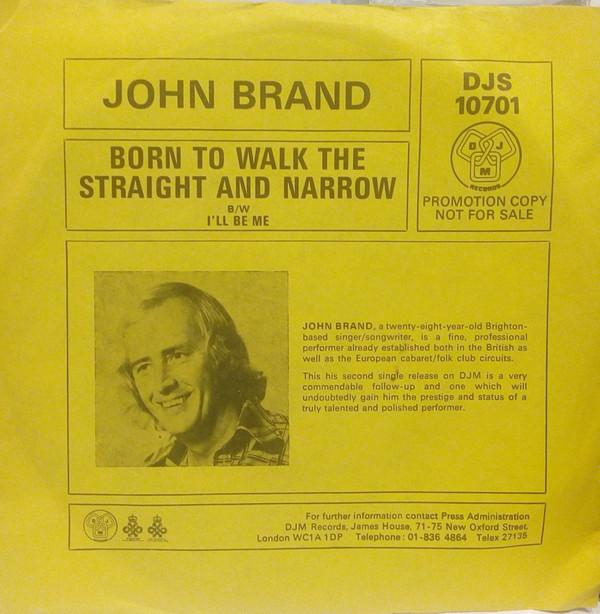 JOHN BRAND
DJS
10701
D J
M
RECORDS
PROMOTION COPY
NOT FOR SALE
BORN TO WALK THE
STRAIGHT AND NARROW
B/W
I'LL BE ME
JOHN BRAND, a twenty-eight-year-old Brighton-
based singer/songwriter, is a fine, professional
performer already established both in the British as
well as the European cabaret/folk club circuits.
This his second single release on DJM is a very
commendable follow-up and one which will
undoubtedly gain him the prestige and status of a
truly talented and polished performer.
For further information contact Press Administration
DJM Records, James House, 71-75 New Oxford Street,
London WC1A 1DP Telephone: 01-836 4864 Telex 27135